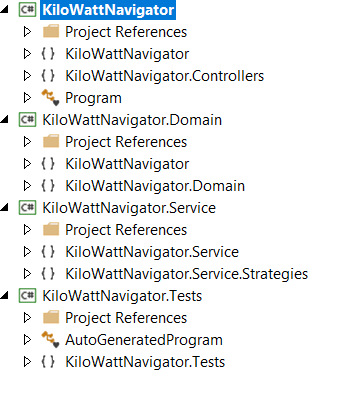 KiloWattNavigator
Project References
{ } KiloWattNavigator
{ } KiloWattNavigator.Controllers
Program
C# KiloWattNavigator.Domain
Project References
{ } KiloWattNavigator
{ } KiloWattNavigator.Domain
C# KiloWattNavigator.Service
Project References
{ } KiloWattNavigator.Service
{ } KiloWattNavigator.Service.Strategies
C# KiloWattNavigator.Tests
Project References
AutoGeneratedProgram
{ } KiloWattNavigator.Tests